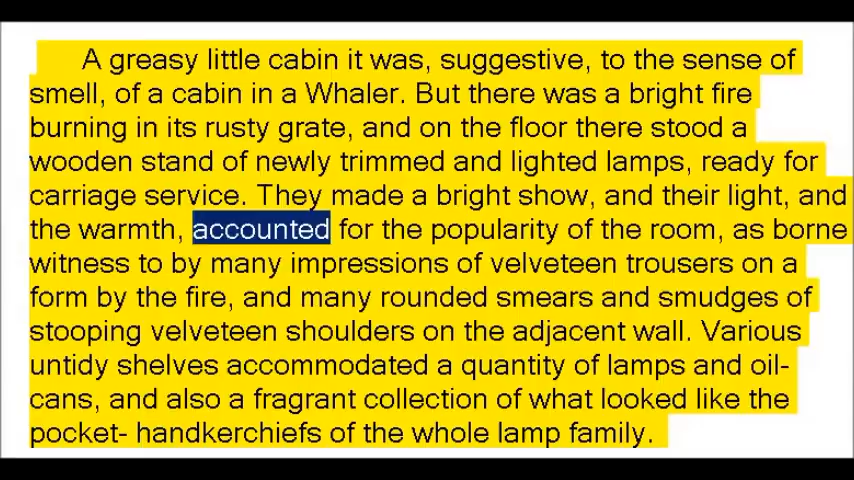 A greasy little cabin it was, suggestive, to the sense of
smell, of a cabin in a Whaler. But there was a bright fire
burning in its rusty grate, and on the floor there stood a
wooden stand of newly trimmed and lighted lamps, ready for
carriage service. They made a bright show, and their light, and
the warmth, accounted for the popularity of the room, as borne
witness to by many impressions of velveteen trousers on a
form by the fire, and many rounded smears and smudges of
stooping velveteen shoulders on the adjacent wall. Various
untidy shelves accommodated a quantity of lamps and oil-
cans, and also a fragrant collection of what looked like the
pocket- handkerchiefs of the whole lamp family.